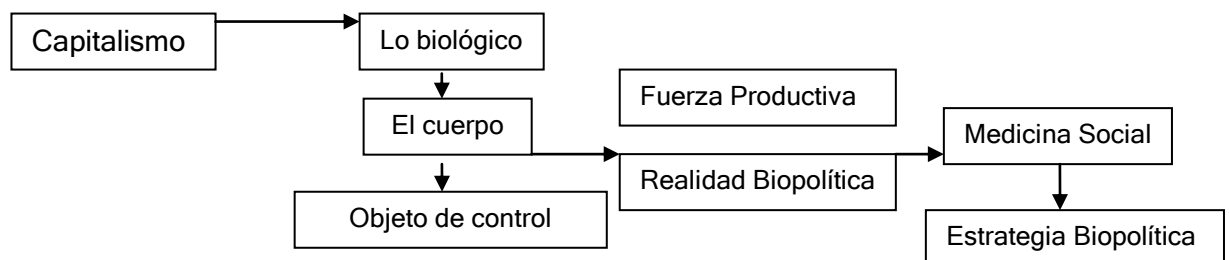 Capitalismo
Lo biológico
El cuerpo
Objeto de control
Fuerza Productiva
Realidad Biopolítica
Medicina Social
Estrategia Biopolítica